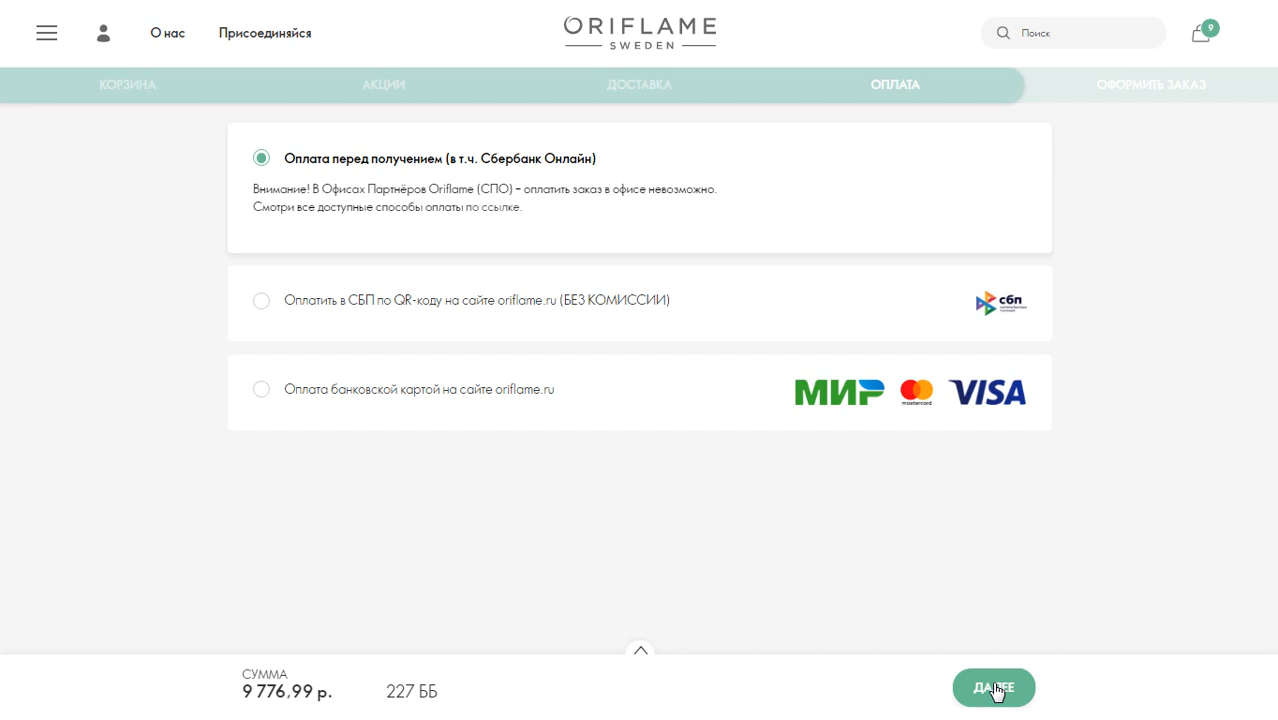 О нас
Присоединяйся
ORIFLAME
SWEDEN
Поиск
9
КОРЗИНА
АКЦИИ
ДОСТАВКА
ОПЛАТА
ОФОРМИТЬ ЗАКАЗ
Оплата перед получением (в т.ч. Сбербанк Онлайн)
Внимание! В Офисах Партнёров Oriflame (СПО) – оплатить заказ в офисе невозможно.
Смотри все доступные способы оплаты по ссылке.
Оплатить в СБП по QR-коду на сайте oriflame.ru (БЕЗ КОМИССИИ)
сбп
Оплата банковской картой на сайте oriflame.ru
МИР
mastercard
VISA
СУММА
9 776,99 р.
227 ББ
ДАЛЕЕ